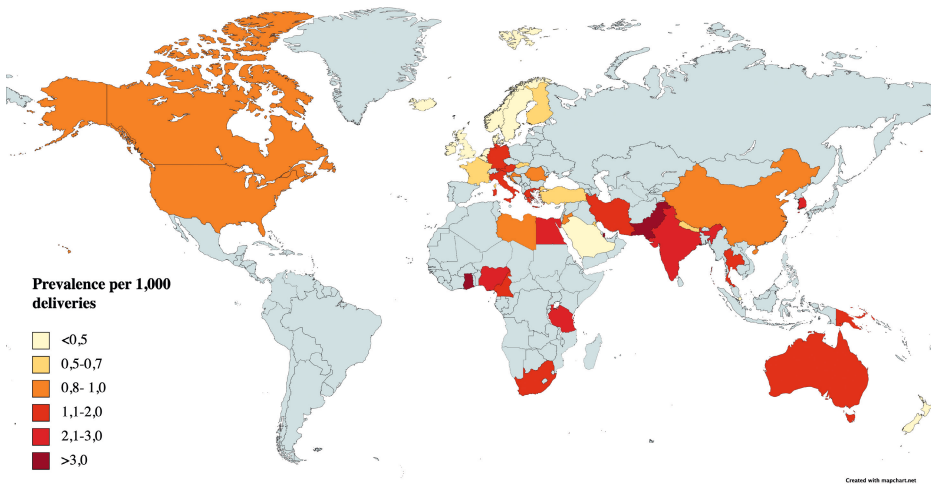 Prevalence per 1,000
deliveries
<0,5
0,5-0,7
0,8- 1,0
1,1-2,0
2,1-3,0
>3,0
Created with mapchart.net